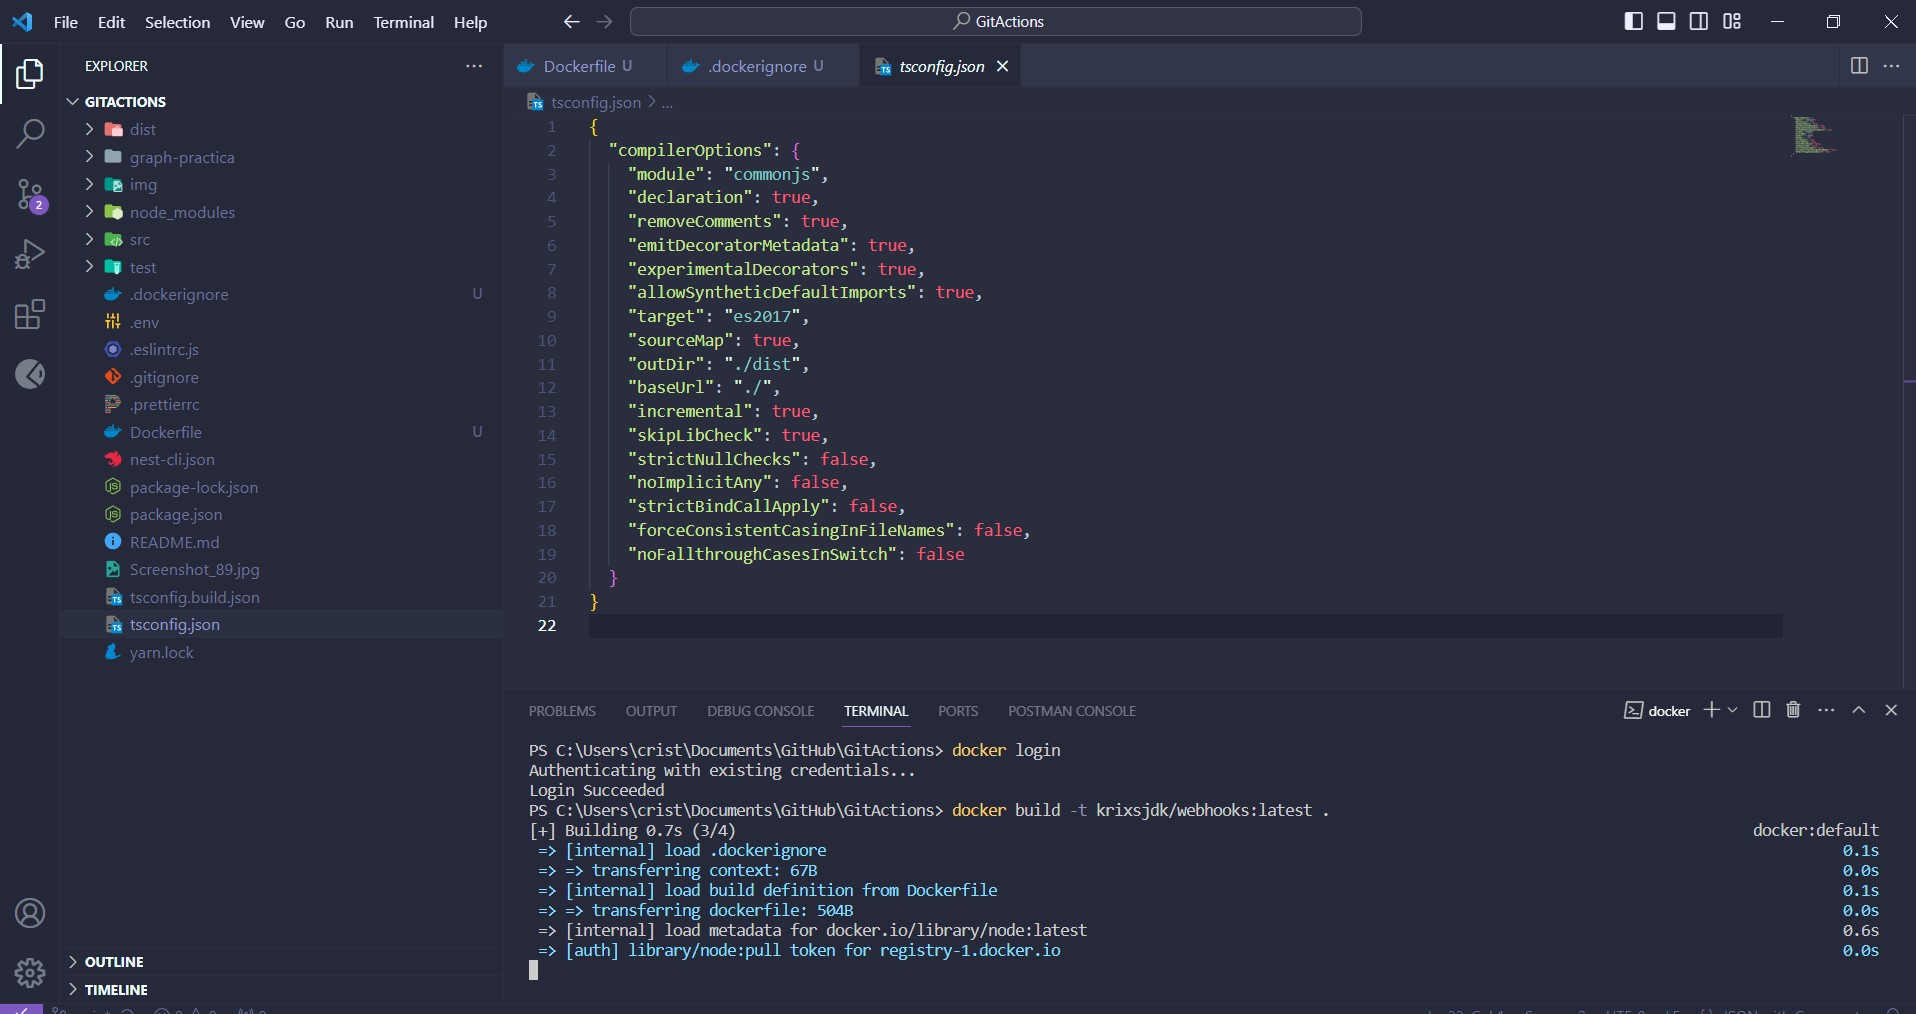 File Edit Selection View Go Run Terminal Help
GitActions
EXPLORER
GITACTIONS
dist
graph-practica
img
node_modules
src
test
.dockerignore U
.env
.eslintrc.js
.gitignore
.prettierrc
Dockerfile U
nest-cli.json
package-lock.json
package.json
README.md
Screenshot_89.jpg
tsconfig.build.json
tsconfig.json
yarn.lock
OUTLINE
TIMELINE
2
Dockerfile U .dockerignore U tsconfig.json
tsconfig.json > ...
1 {
2 "compilerOptions": {
3 "module": "commonjs",
4 "declaration": true,
5 "removeComments": true,
6 "emitDecoratorMetadata": true,
7 "experimentalDecorators": true,
8 "allowSyntheticDefaultImports": true,
9 "target": "es2017",
10 "sourceMap": true,
11 "outDir": "./dist",
12 "baseUrl": "./",
13 "incremental": true,
14 "skipLibCheck": true,
15 "strictNullChecks": false,
16 "noImplicitAny": false,
17 "strictBindCallApply": false,
18 "forceConsistentCasingInFileNames": false,
19 "noFallthroughCasesInSwitch": false
20 }
21 }
22
PROBLEMS OUTPUT DEBUG CONSOLE TERMINAL PORTS POSTMAN CONSOLE
docker
PS C:\Users\crist\Documents\GitHub\GitActions> docker login
Authenticating with existing credentials...
Login Succeeded
PS C:\Users\crist\Documents\GitHub\GitActions> docker build -t krixsjdk/webhooks:latest .
[+] Building 0.7s (3/4) docker:default
=> [internal] load .dockerignore 0.1s
=> => transferring context: 67B 0.0s
=> [internal] load build definition from Dockerfile 0.1s
=> => transferring dockerfile: 504B 0.0s
=> [internal] load metadata for docker.io/library/node:latest 0.6s
=> [auth] library/node:pull token for registry-1.docker.io 0.0s